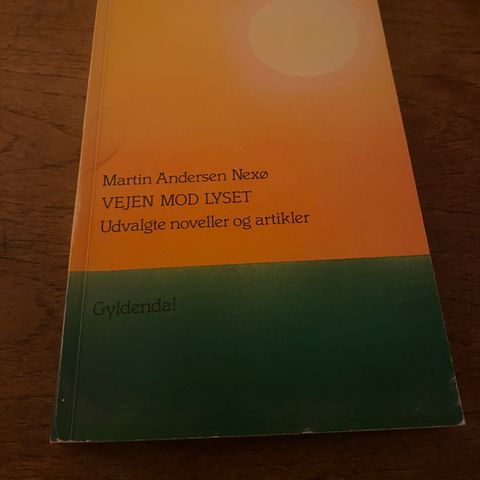 Martin Andersen Nexø
VEJEN MOD LYSET
Udvalgte noveller og artikler
Gyldendal